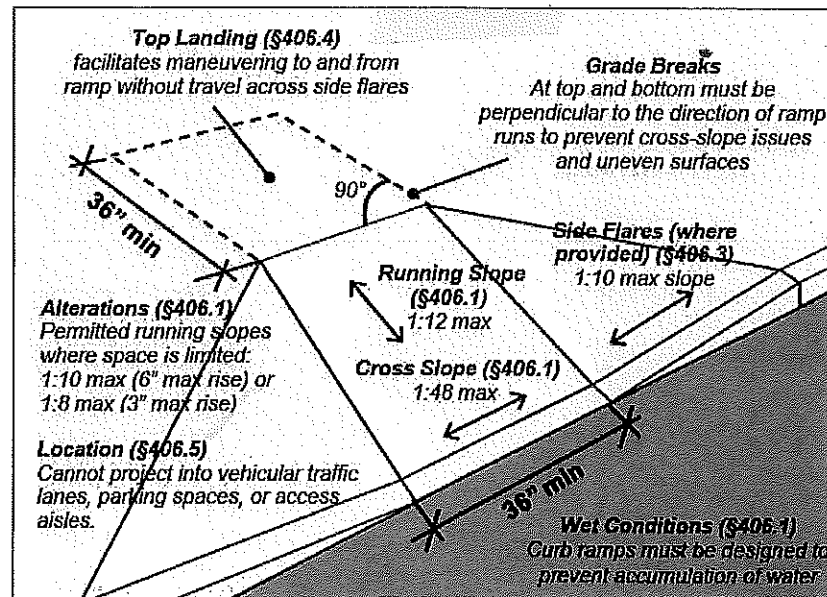 Top Landing (§406.4)
facilitates maneuvering to and from
ramp without travel across side flares
Grade Breaks
At top and bottom must be
perpendicular to the direction of ramp
runs to prevent cross-slope issues
and uneven surfaces
90°
36" min
Side Flares (where
provided) (§406.3)
1:10 max slope
Running Slope
(§406.1)
1:12 max
Alterations (§406.1)
Permitted running slopes
where space is limited:
1:10 max (6" max rise) or
1:8 max (3" max rise)
Cross Slope (§406.1)
1:48 max
Location (§406.5)
Cannot project into vehicular traffic
lanes, parking spaces, or access
aisles.
36" min
Wet Conditions (§406.1)
Curb ramps must be designed to
prevent accumulation of water